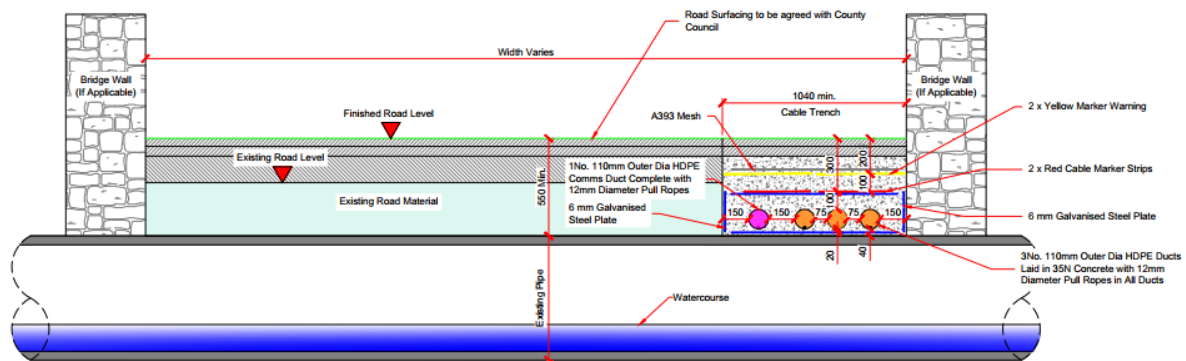 Road Surfacing to be agreed with County
Council
Width Varies
Bridge Wall
(If Applicable)
Bridge Wall
(If Applicable)
1040 min.
Cable Trench
2 x Yellow Marker Warning
A393 Mesh
Finished Road Level
Existing Road Level
300
200
1No. 110mm Outer Dia HDPE
Comms Duct Complete with
12mm Diameter Pull Ropes
2 x Red Cable Marker Strips
100
100
550 Min.
Existing Road Material
6 mm Galvanised
Steel Plate
6 mm Galvanised
Steel Plate
150
150
75
75
150
20
40
3No. 110mm Outer Dia HDPE Ducts
Laid in 35N Concrete with 12mm
Diameter Pull Ropes in All Ducts
Existing Pipe
Watercourse